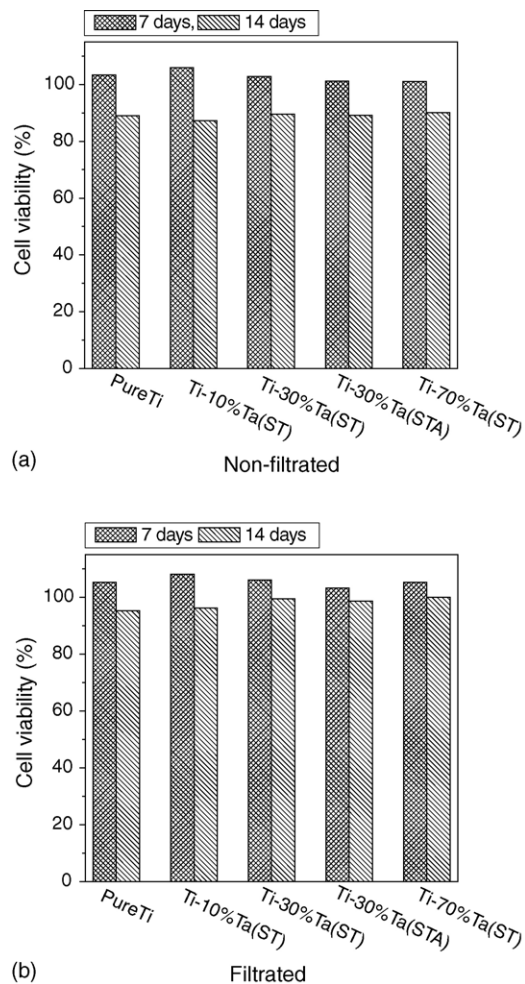 7 days, 14 days
100
80
60
40
20
0
Cell viability (%)
PureTi
Ti-10%Ta(ST)
Ti-30%Ta(ST)
Ti-30%Ta(STA)
Ti-70%Ta(ST)
(a) Non-filtrated
7 days 14 days
100
80
60
40
20
0
Cell viability (%)
PureTi
Ti-10%Ta(ST)
Ti-30%Ta(ST)
Ti-30%Ta(STA)
Ti-70%Ta(ST)
(b) Filtrated